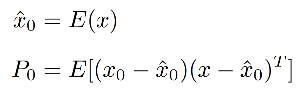 x̂₀ = E(x)
P₀ = E[(x₀ − x̂₀)(x − x̂₀)ᵀ]